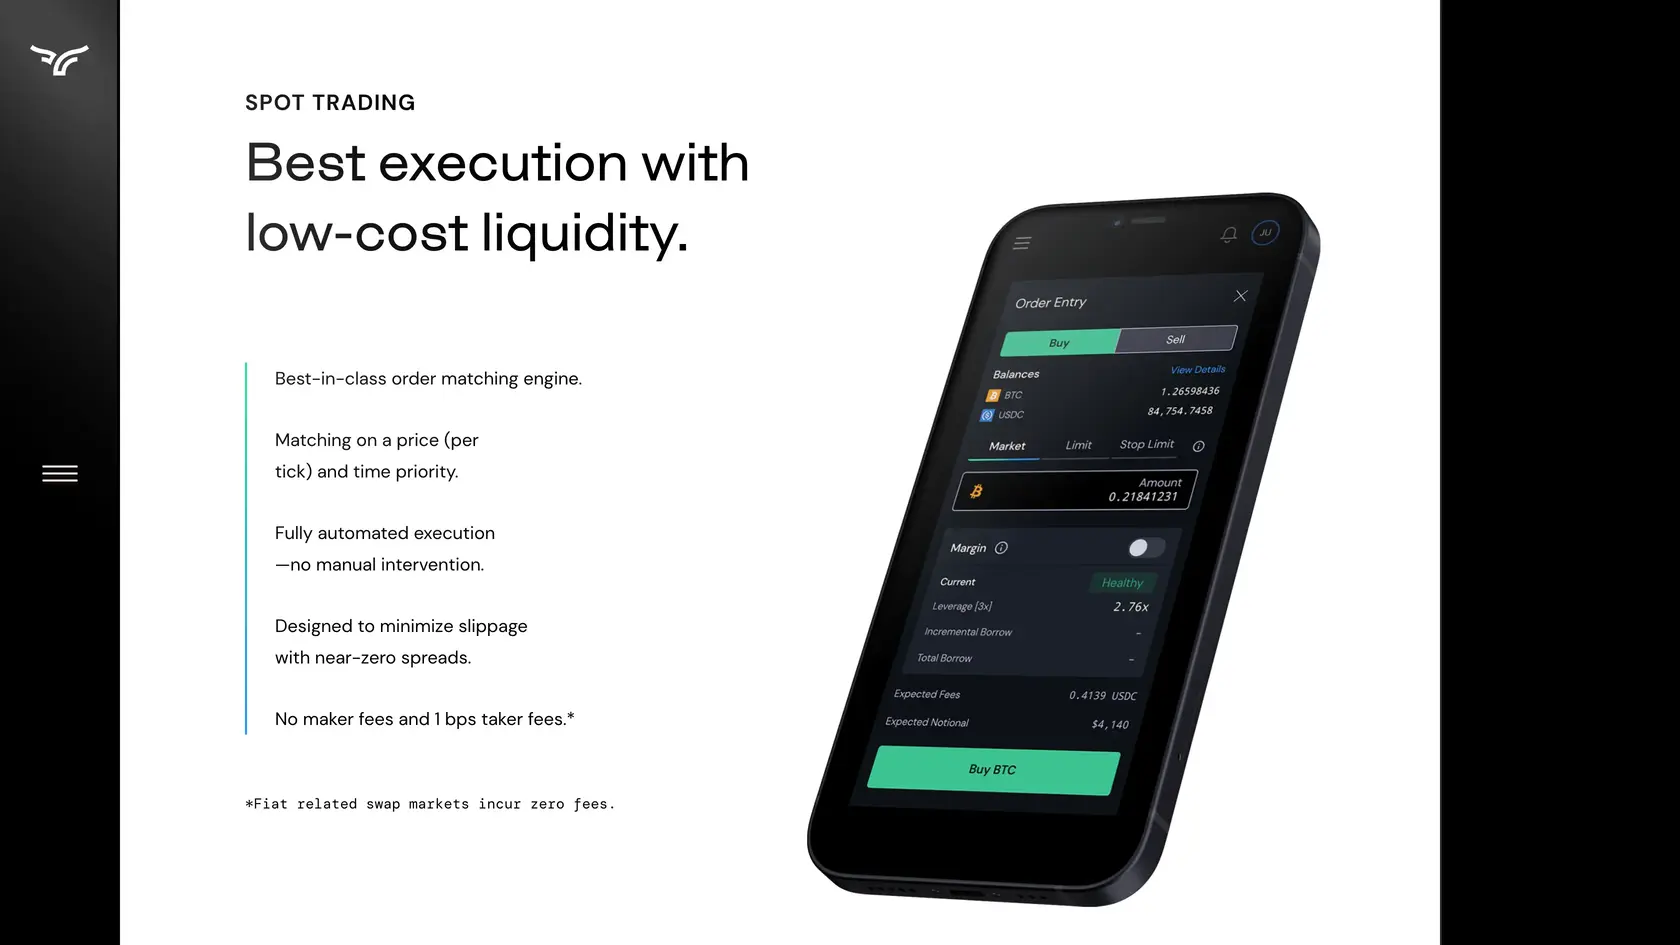 SPOT TRADING
Best execution with
low-cost liquidity.
Best-in-class order matching engine.
Matching on a price (per
tick) and time priority.
Fully automated execution
—no manual intervention.
Designed to minimize slippage
with near-zero spreads.
No maker fees and 1 bps taker fees.*
*Fiat related swap markets incur zero fees.
JU
Order Entry
Buy Sell
Balances View Details
BTC 1.26598436
USDC 84,754.7458
Market Limit Stop Limit
Amount
0.21841231
Margin
Current Healthy
Leverage [3x] 2.76x
Incremental Borrow –
Total Borrow –
Expected Fees 0.4139 USDC
Expected Notional $4,140
Buy BTC